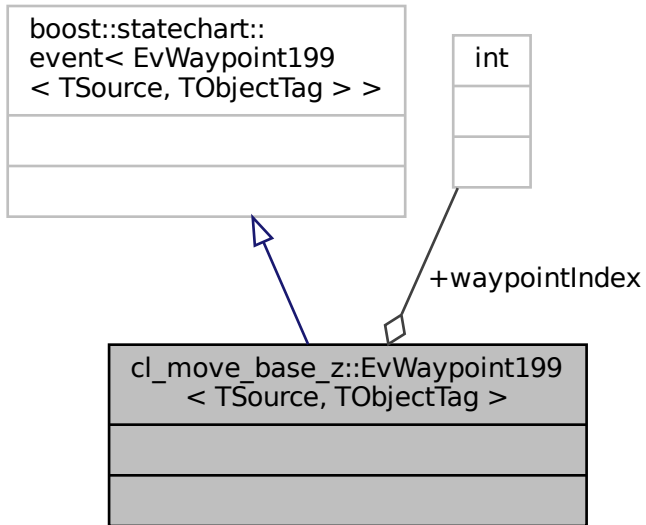 boost::statechart::
event< EvWaypoint199
< TSource, TObjectTag > >
int
+waypointIndex
cl_move_base_z::EvWaypoint199
< TSource, TObjectTag >